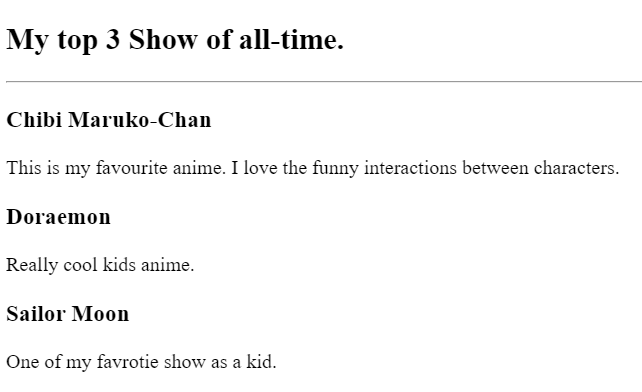 My top 3 Show of all-time.
Chibi Maruko-Chan
This is my favourite anime. I love the funny interactions between characters.
Doraemon
Really cool kids anime.
Sailor Moon
One of my favrotie show as a kid.